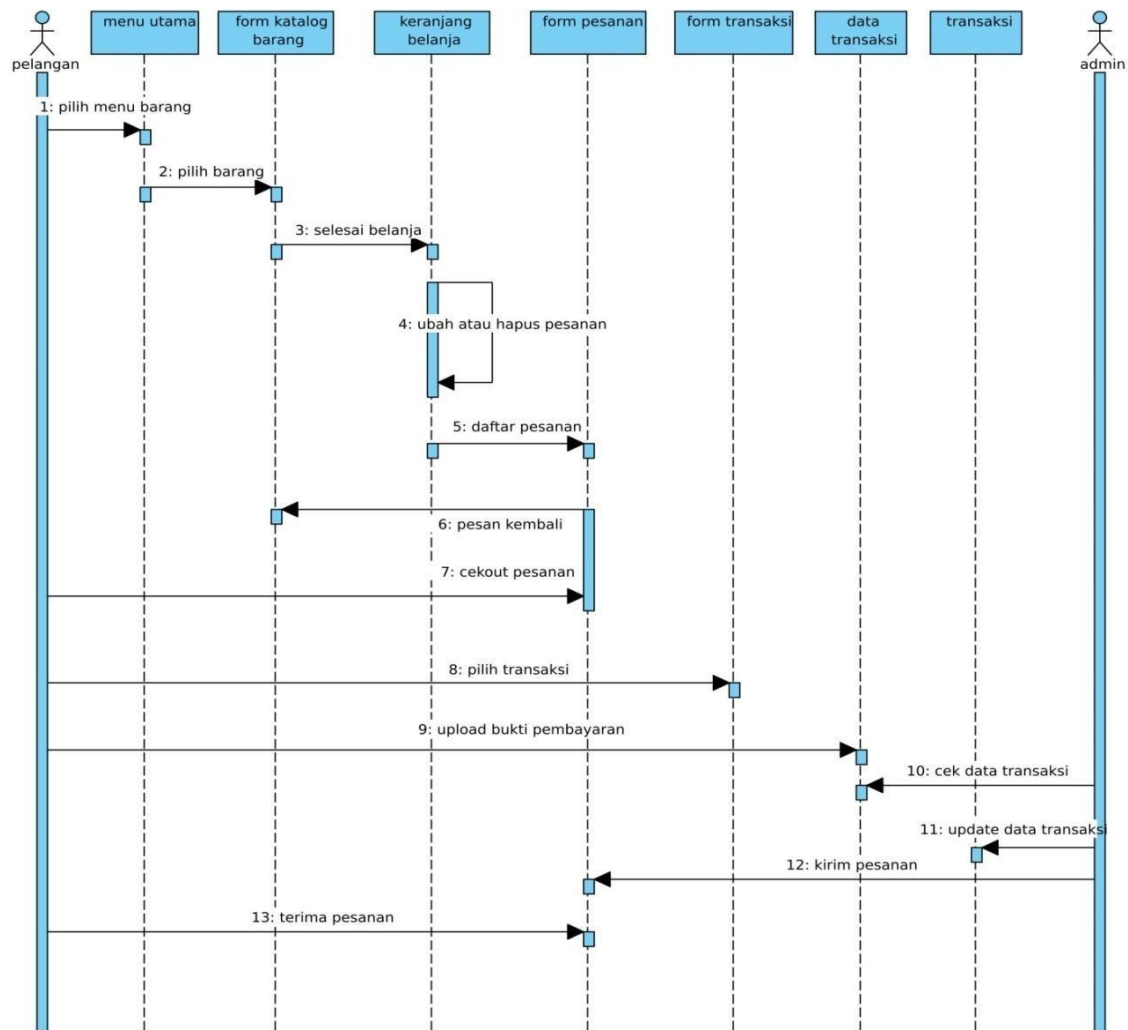 menu utama
form katalog
barang
keranjang
belanja
form pesanan
form transaksi
data
transaksi
transaksi
pelangan
admin
1: pilih menu barang
2: pilih barang
3: selesai belanja
4: ubah atau hapus pesanan
5: daftar pesanan
6: pesan kembali
7: cekout pesanan
8: pilih transaksi
9: upload bukti pembayaran
10: cek data transaksi
11: update data transaksi
12: kirim pesanan
13: terima pesanan